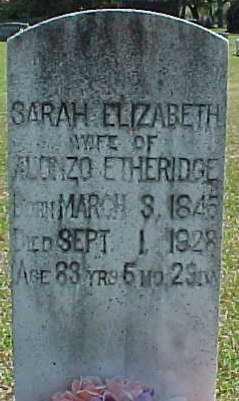 SARAH ELIZABETH
WIFE OF
ALONZO ETHERIDGE
BORN MARCH 3, 1845
DIED SEPT 1, 1928
AGE 83 YRS 5 MO. 29 DA